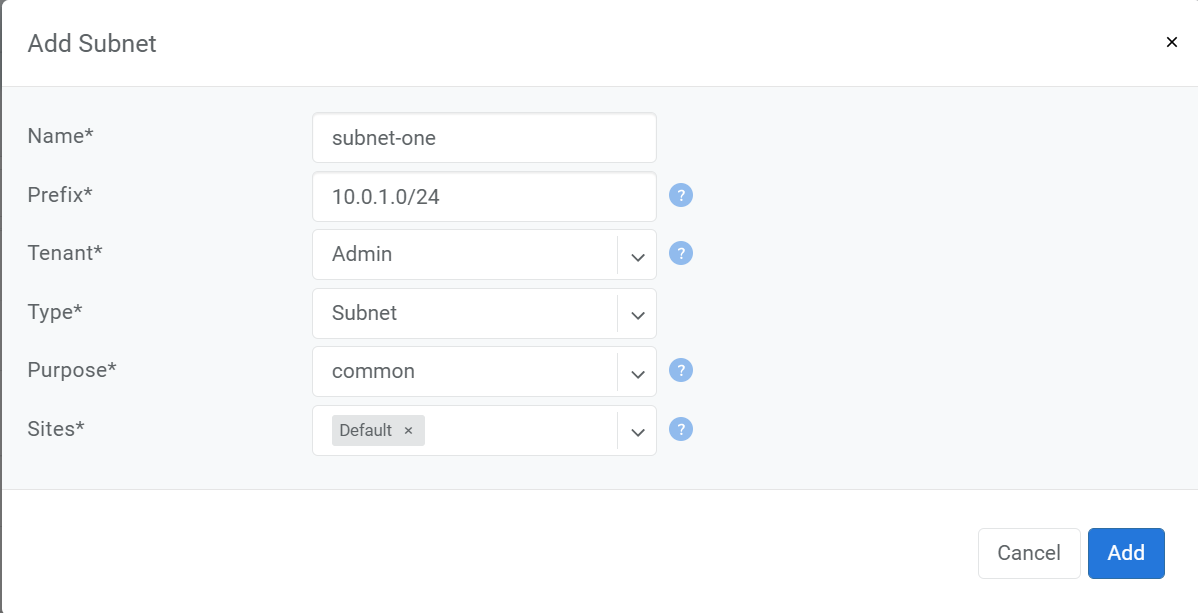 Add Subnet ×
Name* subnet-one
Prefix* 10.0.1.0/24 ?
Tenant* Admin ?
Type* Subnet
Purpose* common ?
Sites* Default × ?
Cancel Add